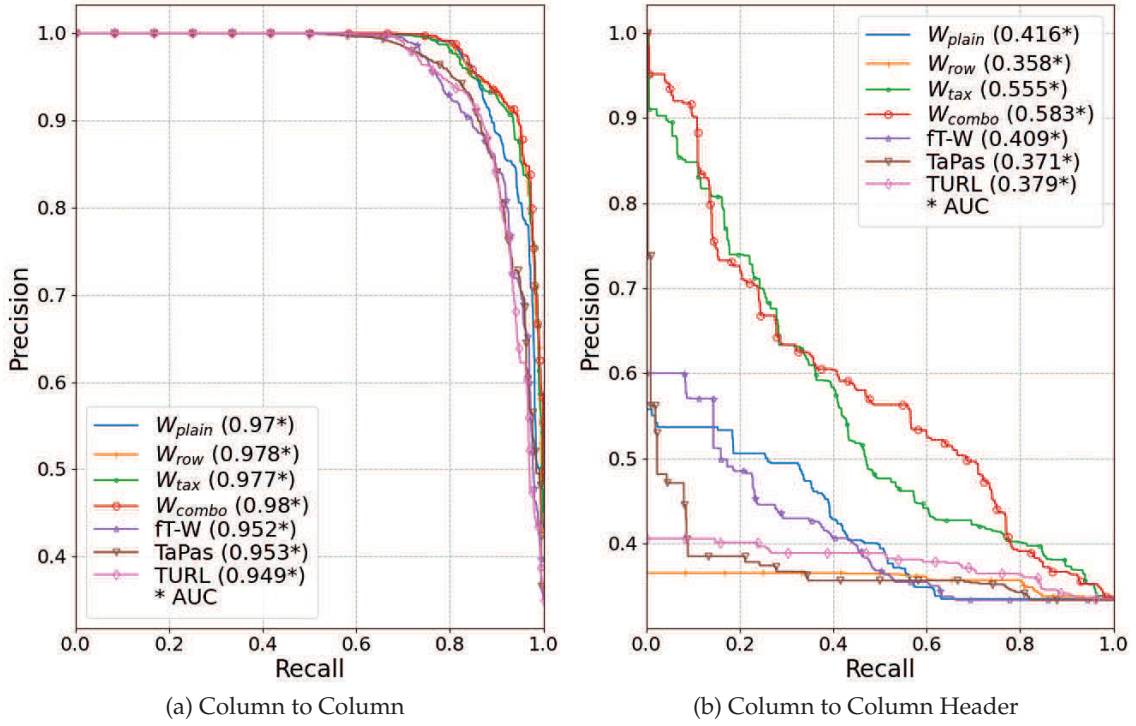 1.0
0.9
0.8
0.7
0.6
0.5
0.4
Precision
W_plain (0.97*)
W_row (0.978*)
W_tax (0.977*)
W_combo (0.98*)
fT-W (0.952*)
TaPas (0.953*)
TURL (0.949*)
* AUC
0.0 0.2 0.4 0.6 0.8 1.0
Recall
(a) Column to Column
1.0
0.9
0.8
0.7
0.6
0.5
0.4
Precision
W_plain (0.416*)
W_row (0.358*)
W_tax (0.555*)
W_combo (0.583*)
fT-W (0.409*)
TaPas (0.371*)
TURL (0.379*)
* AUC
0.0 0.2 0.4 0.6 0.8 1.0
Recall
(b) Column to Column Header